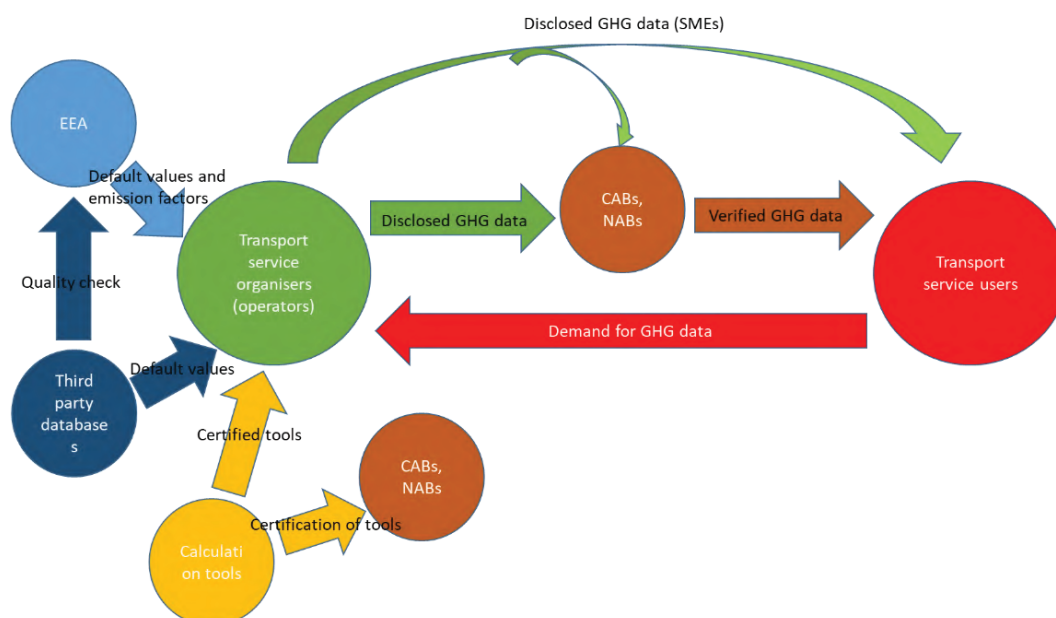 Disclosed GHG data (SMEs)
EEA
Default values and
emission factors
CABs,
NABs
Disclosed GHG data
Verified GHG data
Transport
service
organisers
(operators)
Transport
service users
Quality check
Demand for GHG data
Default values
Third
party
database
s
Certified tools
CABs,
NABs
Certification of tools
Calculati
on tools